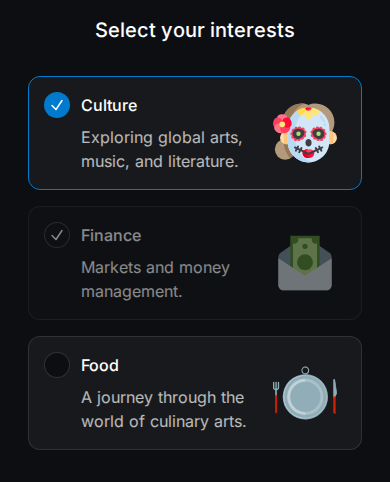 Select your interests
Culture
Exploring global arts,
music, and literature.
Finance
Markets and money
management.
Food
A journey through the
world of culinary arts.